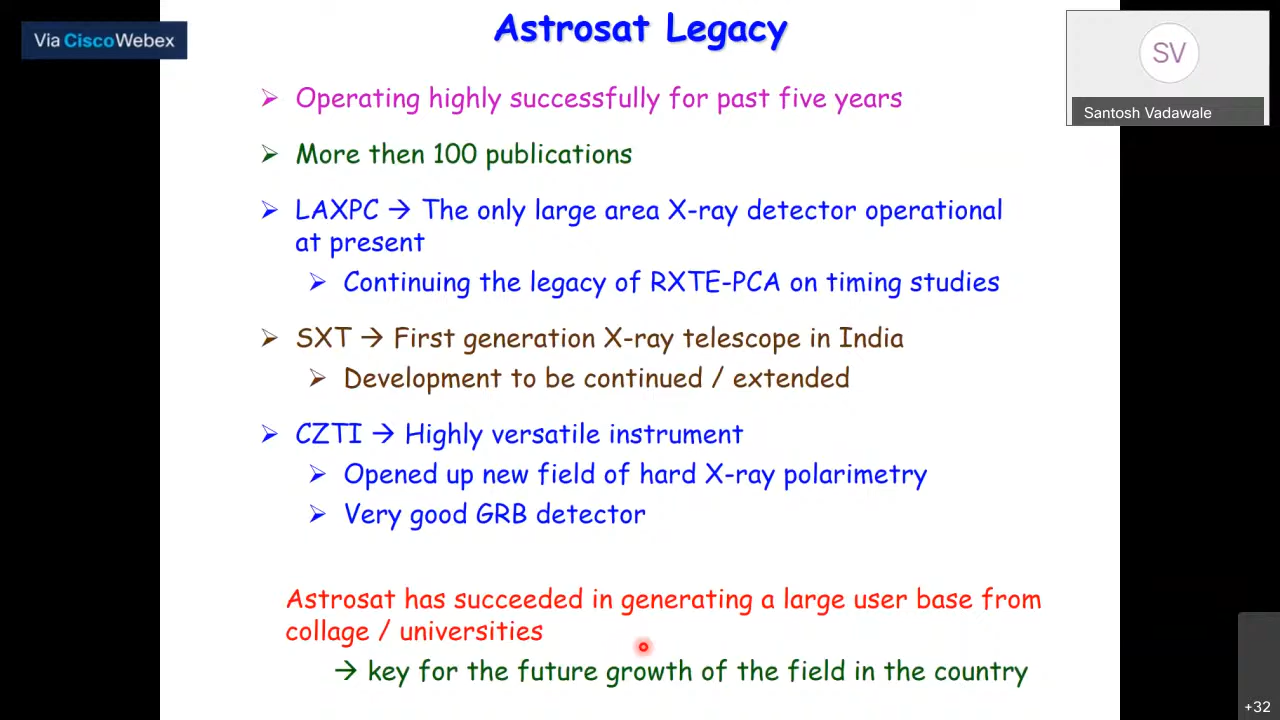 Via CiscoWebex
Astrosat Legacy
SV
Santosh Vadawale
➢ Operating highly successfully for past five years
➢ More then 100 publications
➢ LAXPC → The only large area X-ray detector operational
at present
➢ Continuing the legacy of RXTE-PCA on timing studies
➢ SXT → First generation X-ray telescope in India
➢ Development to be continued / extended
➢ CZTI → Highly versatile instrument
➢ Opened up new field of hard X-ray polarimetry
➢ Very good GRB detector
Astrosat has succeeded in generating a large user base from
collage / universities
→ key for the future growth of the field in the country
+32